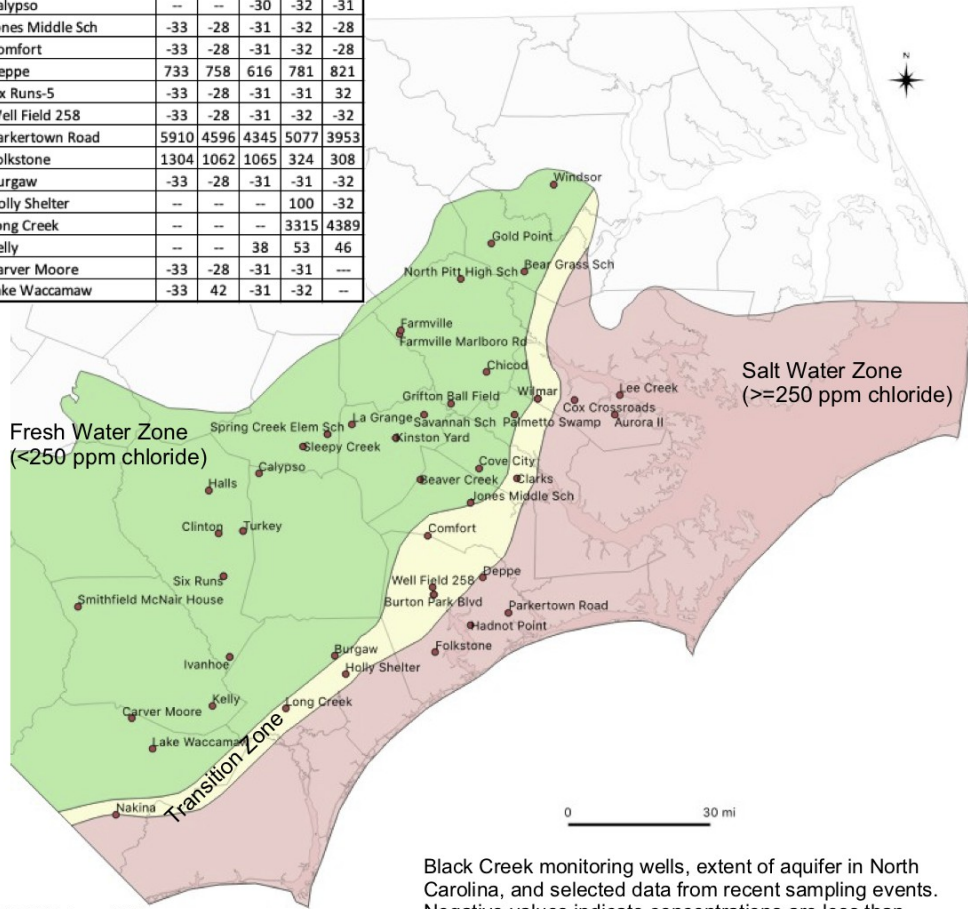 alypso -- -- -30 -32 -31
nes Middle Sch -33 -28 -31 -32 -28
omfort -33 -28 -31 -32 -28
eppe 733 758 616 781 821
x Runs-5 -33 -28 -31 -31 32
ell Field 258 -33 -28 -31 -32 -32
arkertown Road 5910 4596 4345 5077 3953
olkstone 1304 1062 1065 324 308
urgaw -33 -28 -31 -31 -32
olly Shelter -- -- -- 100 -32
ong Creek -- -- -- 3315 4389
elly -- -- 38 53 46
arver Moore -33 -28 -31 -31 ---
ake Waccamaw -33 42 -31 -32 --
N
Windsor
Gold Point
North Pitt High Sch
Bear Grass Sch
Farmville
Farmville Marlboro Rd
Chicod
Salt Water Zone
(>=250 ppm chloride)
Wilmar
Lee Creek
Grifton Ball Field
Cox Crossroads
La Grange
Savannah Sch
Palmetto Swamp
Aurora II
Fresh Water Zone
(<250 ppm chloride)
Spring Creek Elem Sch
Kinston Yard
Sleepy Creek
Cove City
Calypso
Halls
Beaver Creek
Clarks
Jones Middle Sch
Clinton
Turkey
Comfort
Six Runs
Well Field 258
Deppe
Smithfield McNair House
Burton Park Blvd
Parkertown Road
Hadnot Point
Burgaw
Folkstone
Ivanhoe
Holly Shelter
Kelly
Long Creek
Carver Moore
Lake Waccamaw
Transition Zone
Nakina
0 30 mi
Black Creek monitoring wells, extent of aquifer in North
Carolina, and selected data from recent sampling events.
Negative values indicate concentrations are less than